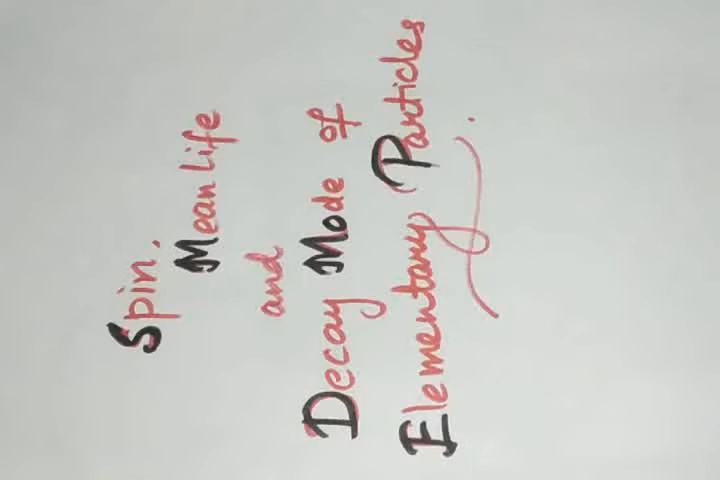 Spin.
Mean Life
and
Decay Mode of
Elementary Particles.